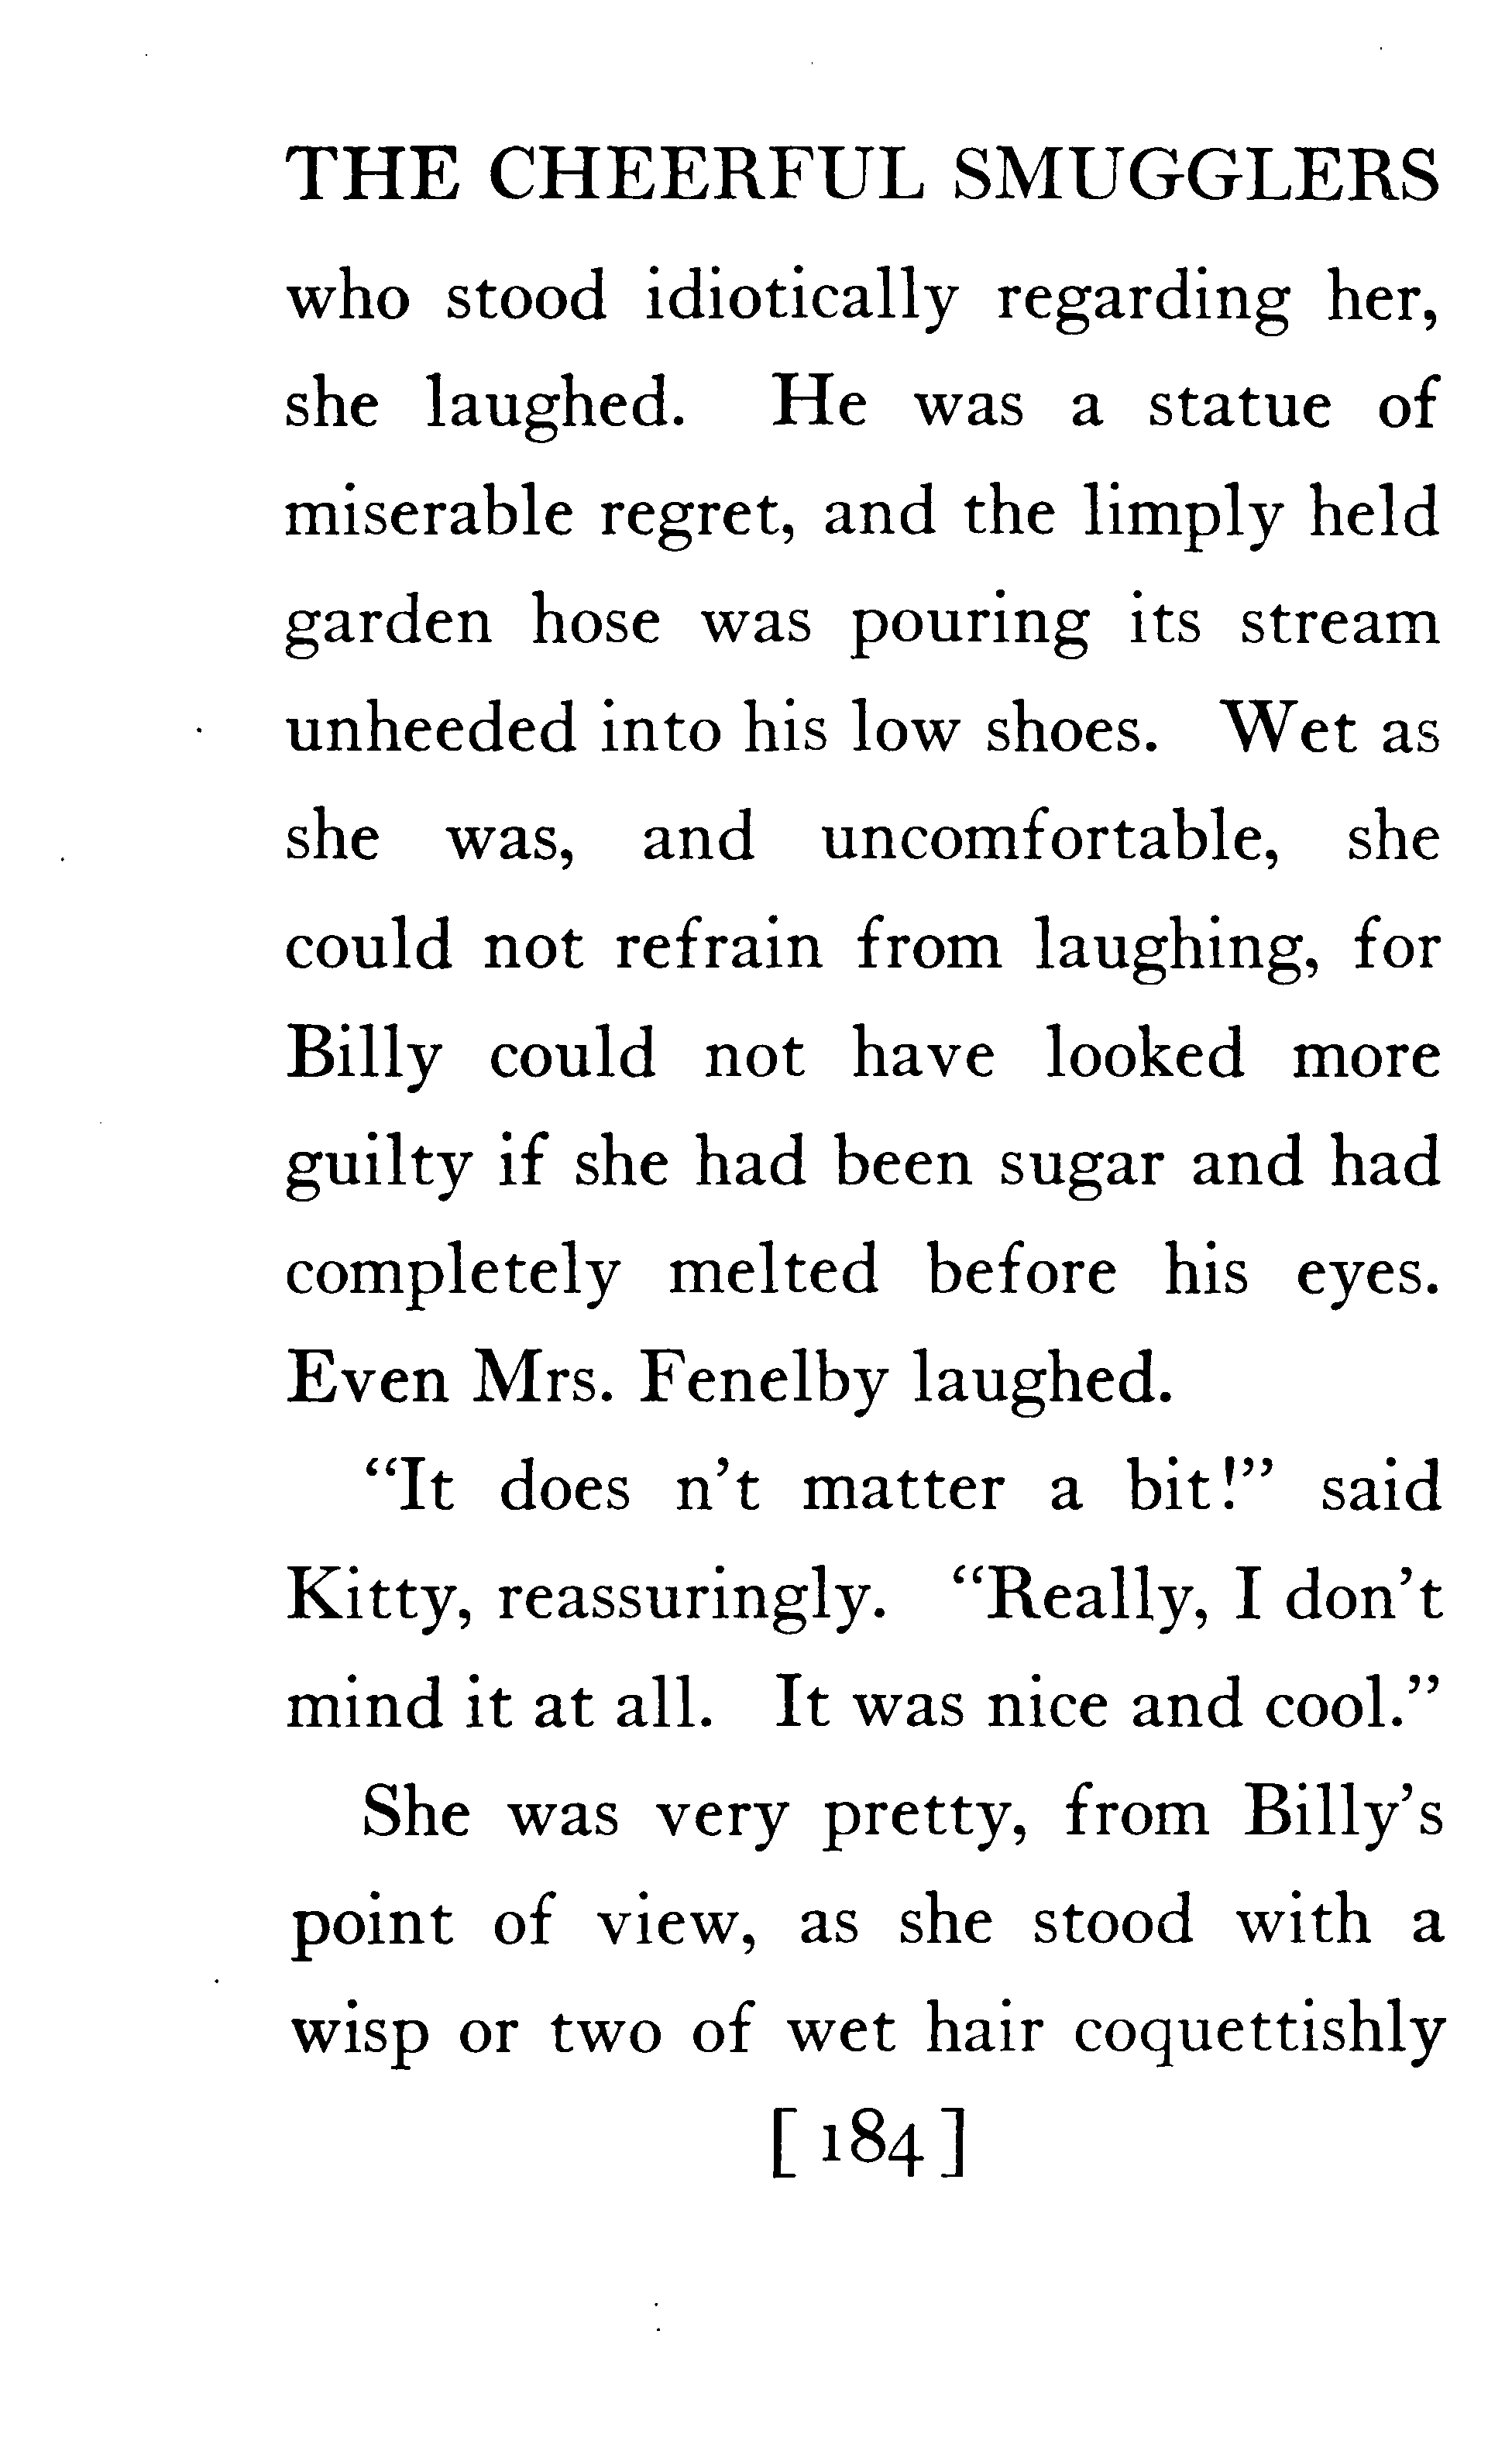 THE CHEERFUL SMUGGLERS
who stood idiotically regarding her,
she laughed. He was a statue of
miserable regret, and the limply held
garden hose was pouring its stream
unheeded into his low shoes. Wet as
she was, and uncomfortable, she
could not refrain from laughing, for
Billy could not have looked more
guilty if she had been sugar and had
completely melted before his eyes.
Even Mrs. Fenelby laughed.
"It does n't matter a bit!" said
Kitty, reassuringly. "Really, I don't
mind it at all. It was nice and cool."
She was very pretty, from Billy's
point of view, as she stood with a
wisp or two of wet hair coquettishly
[184]